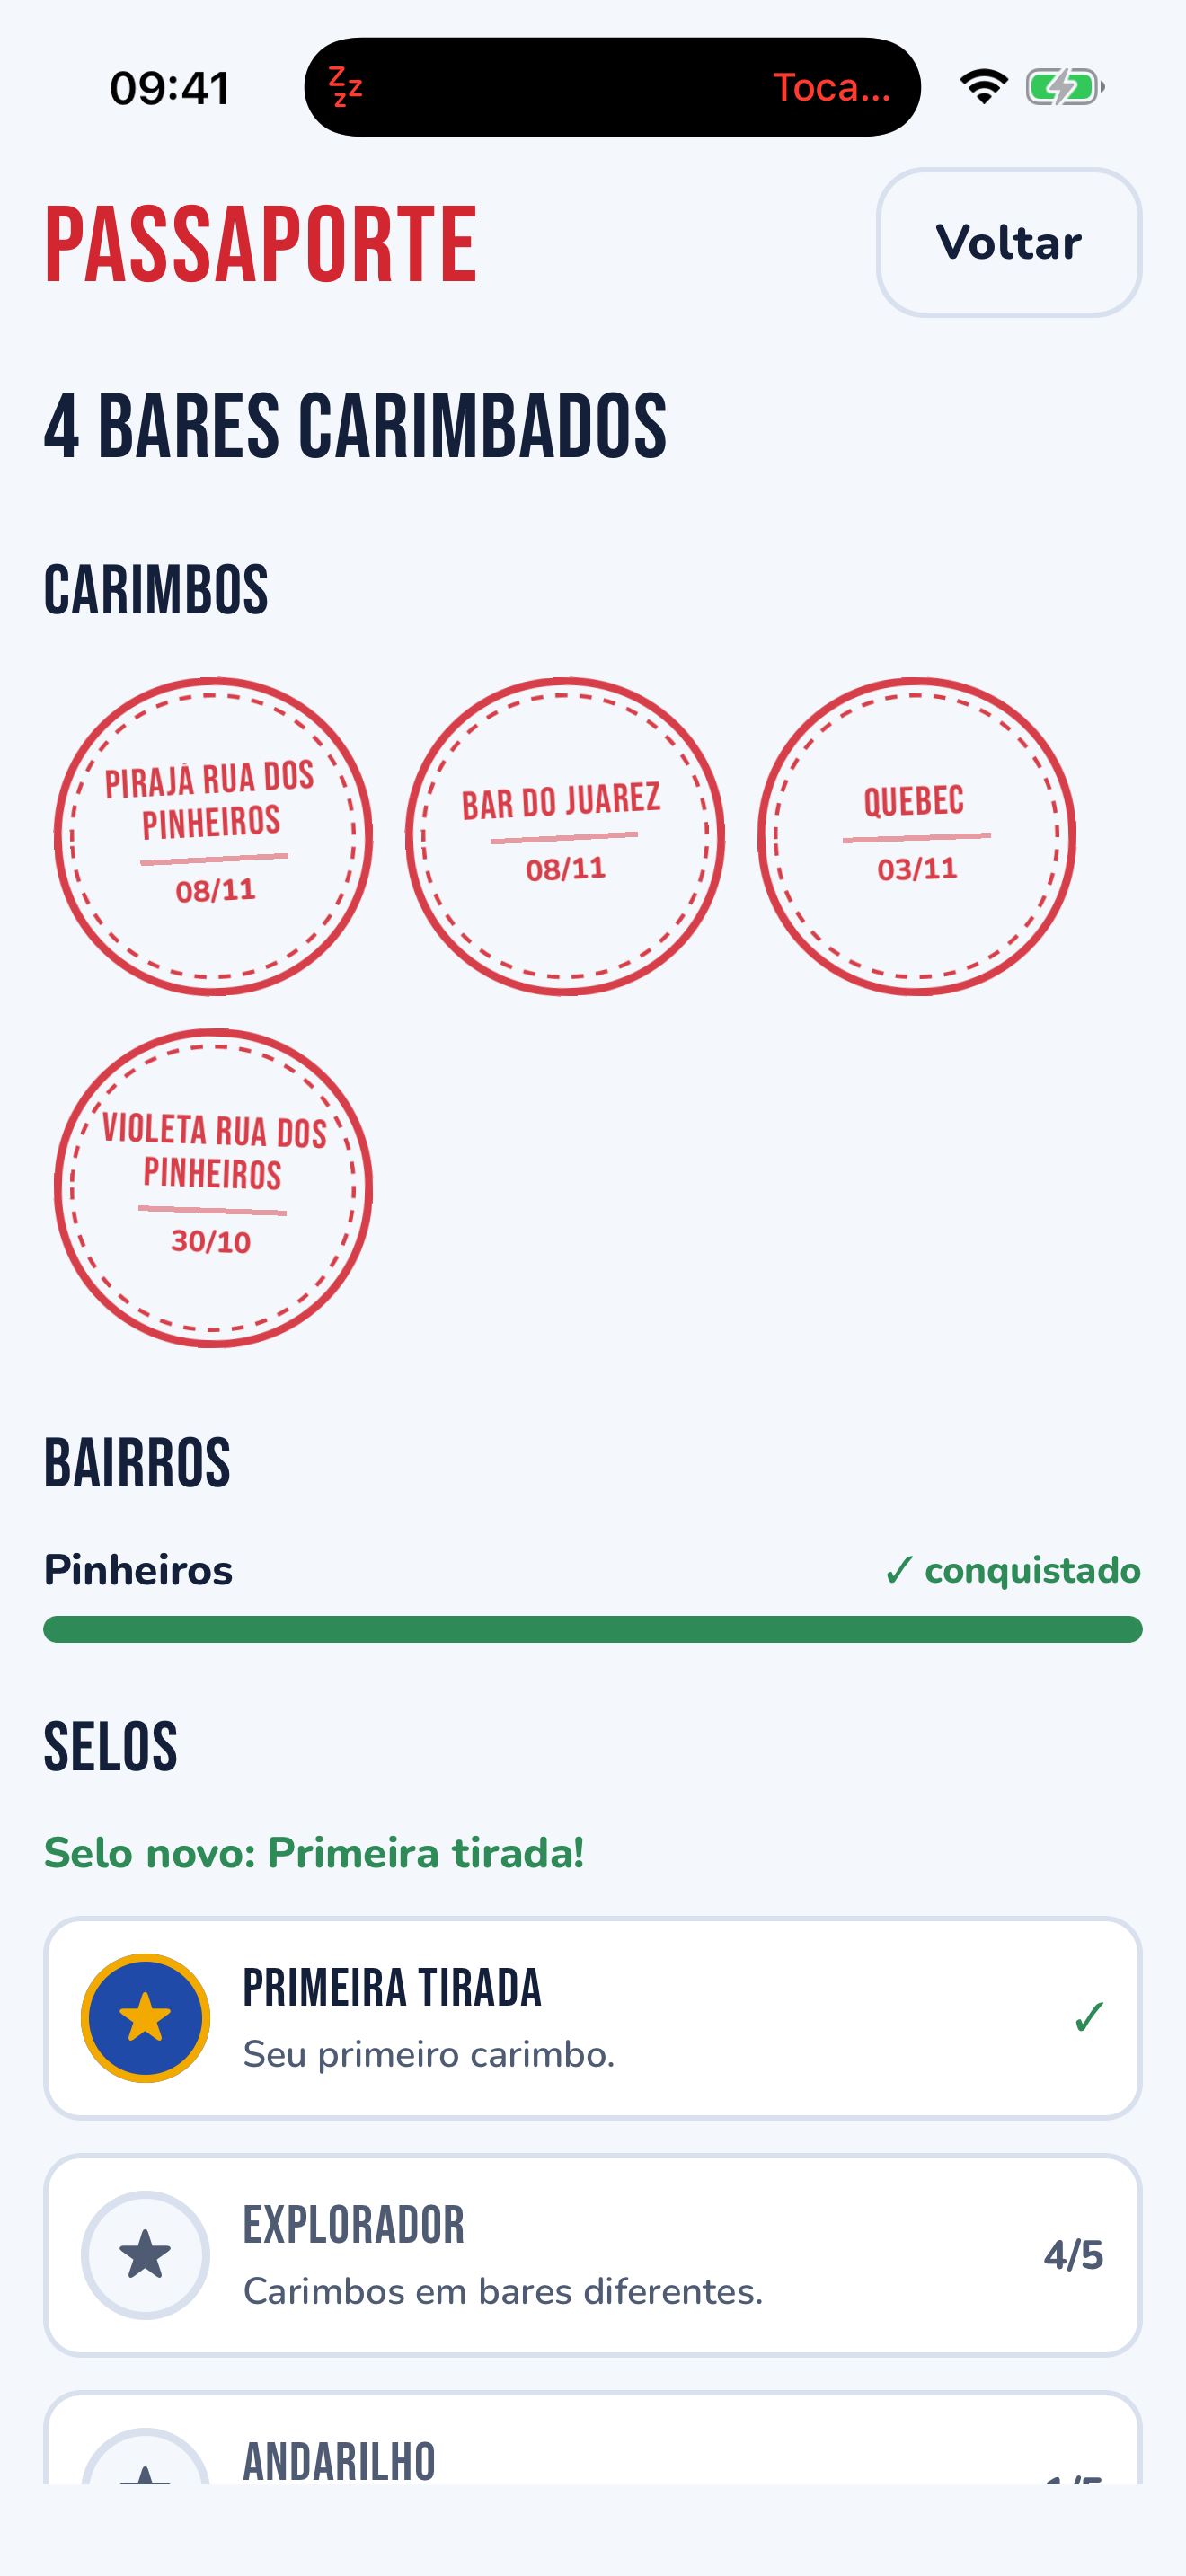 09:41
Zzz
Toca...
PASSAPORTE
Voltar
4 BARES CARIMBADOS
CARIMBOS
PIRAJÁ RUA DOS
PINHEIROS
08/11
BAR DO JUAREZ
08/11
QUEBEC
03/11
VIOLETA RUA DOS
PINHEIROS
30/10
BAIRROS
Pinheiros
✓ conquistado
SELOS
Selo novo: Primeira tirada!
PRIMEIRA TIRADA
Seu primeiro carimbo.
✓
EXPLORADOR
Carimbos em bares diferentes.
4/5
ANDARILHO